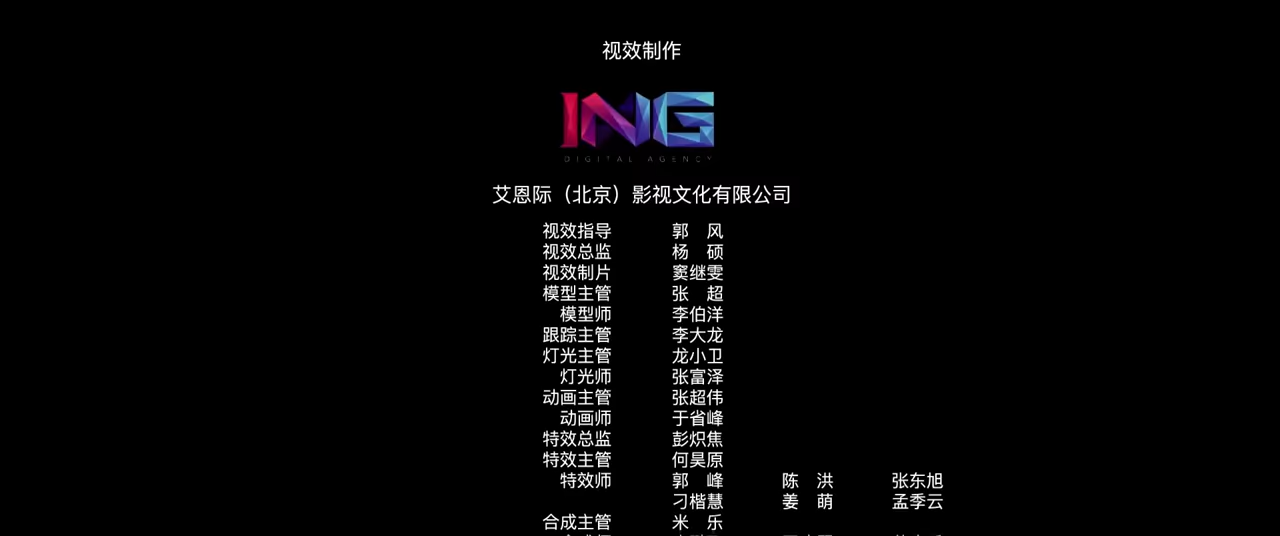 视效制作
ING
DIGITAL AGENCY
艾恩际（北京）影视文化有限公司
视效指导 郭 风
视效总监 杨 硕
视效制片 窦继雯
模型主管 张 超
模型师 李伯洋
跟踪主管 李大龙
灯光主管 龙小卫
灯光师 张富泽
动画主管 张超伟
动画师 于省峰
特效总监 彭炽焦
特效主管 何昊原
特效师 郭 峰 陈 洪 张东旭
刁楷慧 姜 萌 孟季云
合成主管 米 乐